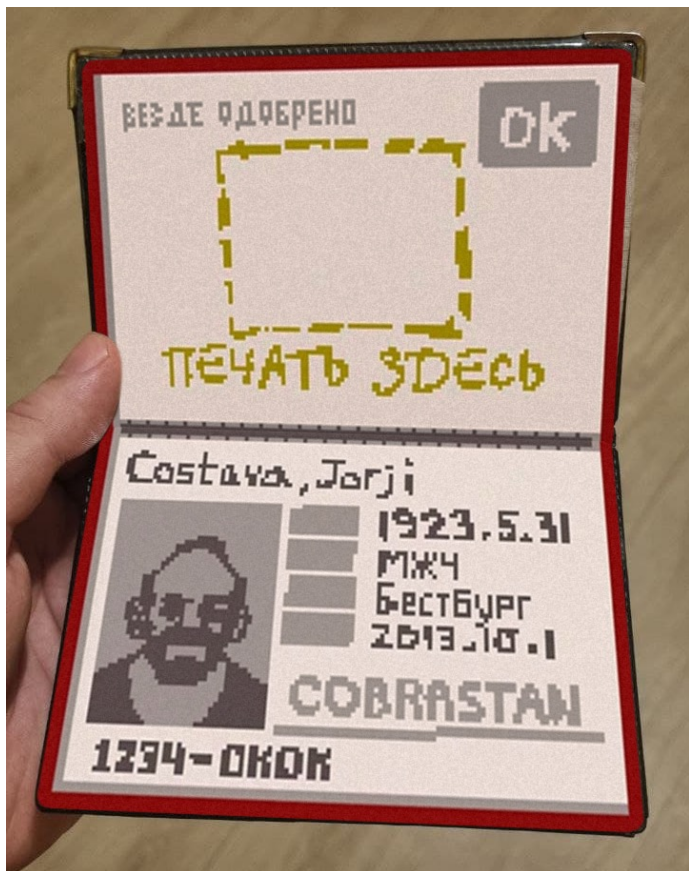 ВЕЗДЕ ОДОБРЕНО
OK
ПЕЧАТЬ ЗДЕСЬ
Costava, Jorji
1923.5.31
МЖЧ
Бестбург
2013.10.1
COBRASTAN
1234-OKOK